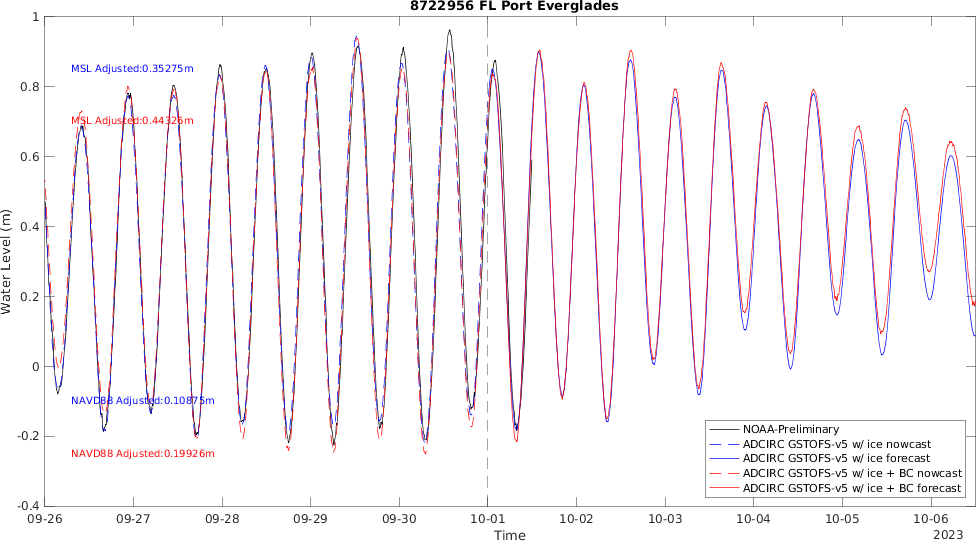 8722956 FL Port Everglades
1
0.8
0.6
0.4
0.2
0
-0.2
-0.4
Water Level (m)
MSL Adjusted:0.35275m
MSL Adjusted:0.44326m
NAVD88 Adjusted:0.10875m
NAVD88 Adjusted:0.19926m
NOAA-Preliminary
ADCIRC GSTOFS-v5 w/ ice nowcast
ADCIRC GSTOFS-v5 w/ ice forecast
ADCIRC GSTOFS-v5 w/ ice + BC nowcast
ADCIRC GSTOFS-v5 w/ ice + BC forecast
09-26 09-27 09-28 09-29 09-30 10-01 10-02 10-03 10-04 10-05 10-06
Time
2023